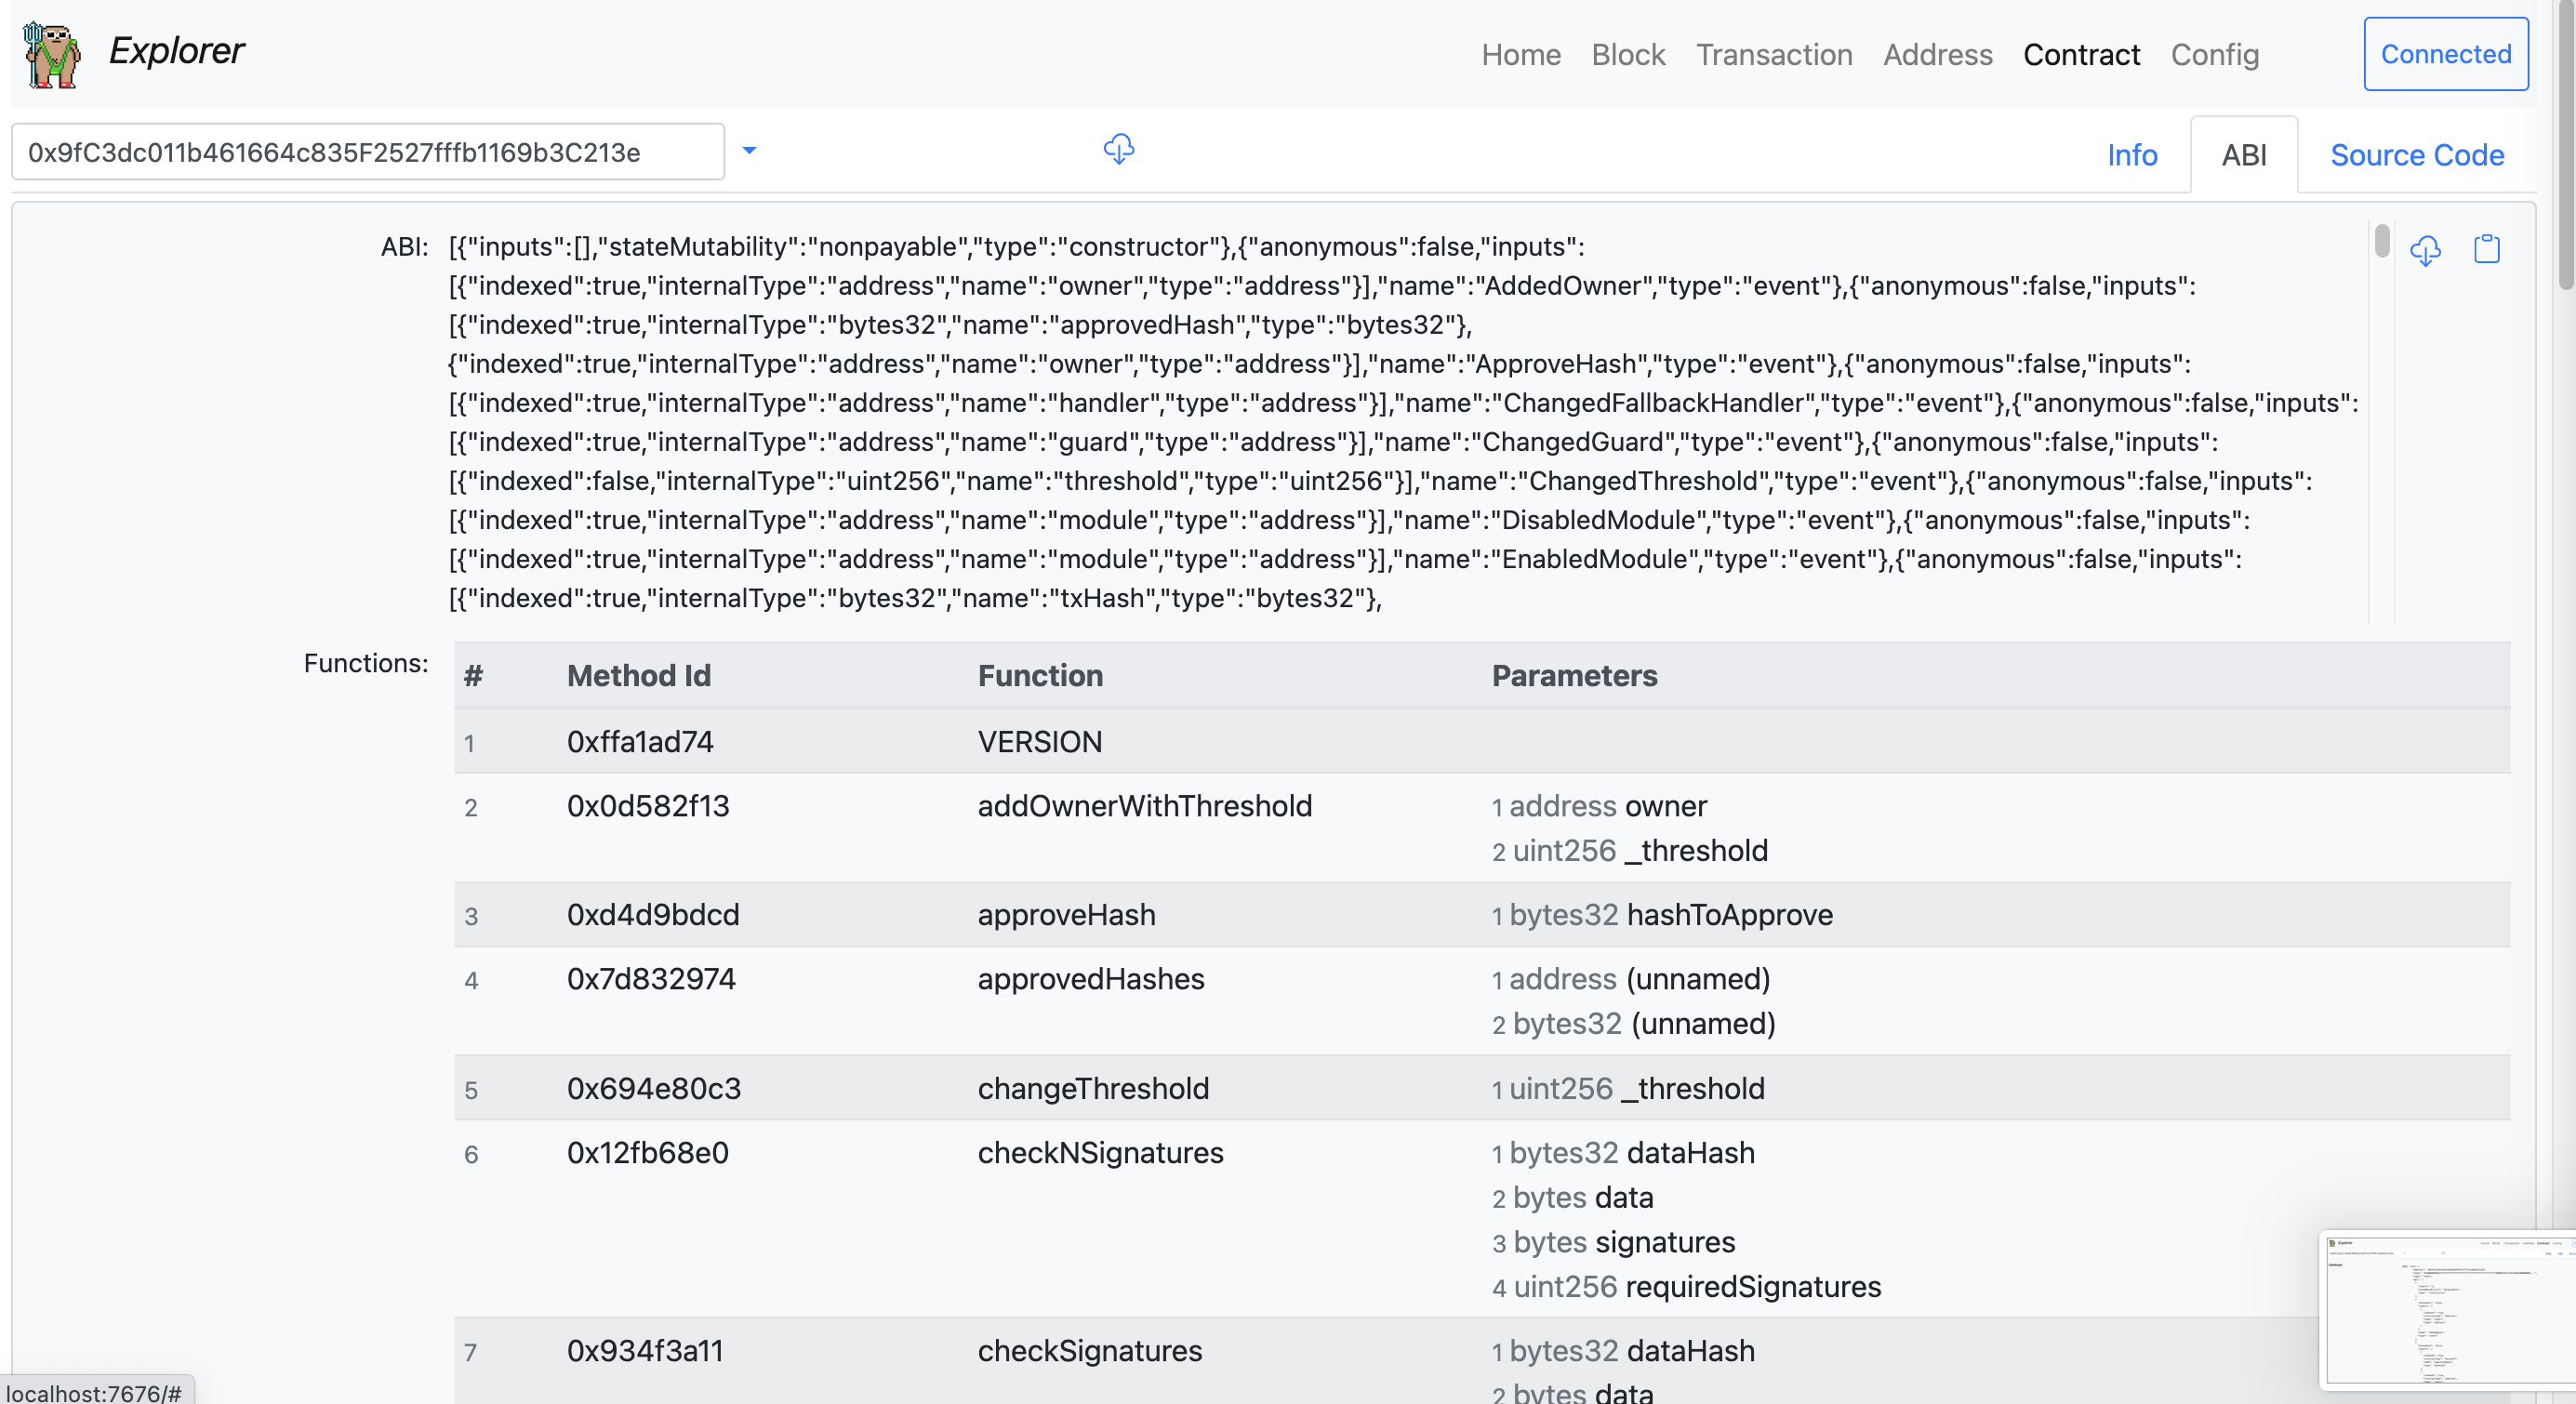 Explorer
Home Block Transaction Address Contract Config Connected
0x9fC3dc011b461664c835F2527fffb1169b3C213e
Info ABI Source Code
ABI: [{"inputs":[],"stateMutability":"nonpayable","type":"constructor"},{"anonymous":false,"inputs":
[{"indexed":true,"internalType":"address","name":"owner","type":"address"}],"name":"AddedOwner","type":"event"},{"anonymous":false,"inputs":
[{"indexed":true,"internalType":"bytes32","name":"approvedHash","type":"bytes32"},
{"indexed":true,"internalType":"address","name":"owner","type":"address"}],"name":"ApproveHash","type":"event"},{"anonymous":false,"inputs":
[{"indexed":true,"internalType":"address","name":"handler","type":"address"}],"name":"ChangedFallbackHandler","type":"event"},{"anonymous":false,"inputs":
[{"indexed":true,"internalType":"address","name":"guard","type":"address"}],"name":"ChangedGuard","type":"event"},{"anonymous":false,"inputs":
[{"indexed":false,"internalType":"uint256","name":"threshold","type":"uint256"}],"name":"ChangedThreshold","type":"event"},{"anonymous":false,"inputs":
[{"indexed":true,"internalType":"address","name":"module","type":"address"}],"name":"DisabledModule","type":"event"},{"anonymous":false,"inputs":
[{"indexed":true,"internalType":"address","name":"module","type":"address"}],"name":"EnabledModule","type":"event"},{"anonymous":false,"inputs":
[{"indexed":true,"internalType":"bytes32","name":"txHash","type":"bytes32"},
Functions:
# Method Id Function Parameters
1 0xffa1ad74 VERSION
2 0x0d582f13 addOwnerWithThreshold 1 address owner
2 uint256 _threshold
3 0xd4d9bdcd approveHash 1 bytes32 hashToApprove
4 0x7d832974 approvedHashes 1 address (unnamed)
2 bytes32 (unnamed)
5 0x694e80c3 changeThreshold 1 uint256 _threshold
6 0x12fb68e0 checkNSignatures 1 bytes32 dataHash
2 bytes data
3 bytes signatures
4 uint256 requiredSignatures
7 0x934f3a11 checkSignatures 1 bytes32 dataHash
2 bytes data
localhost:7676/#